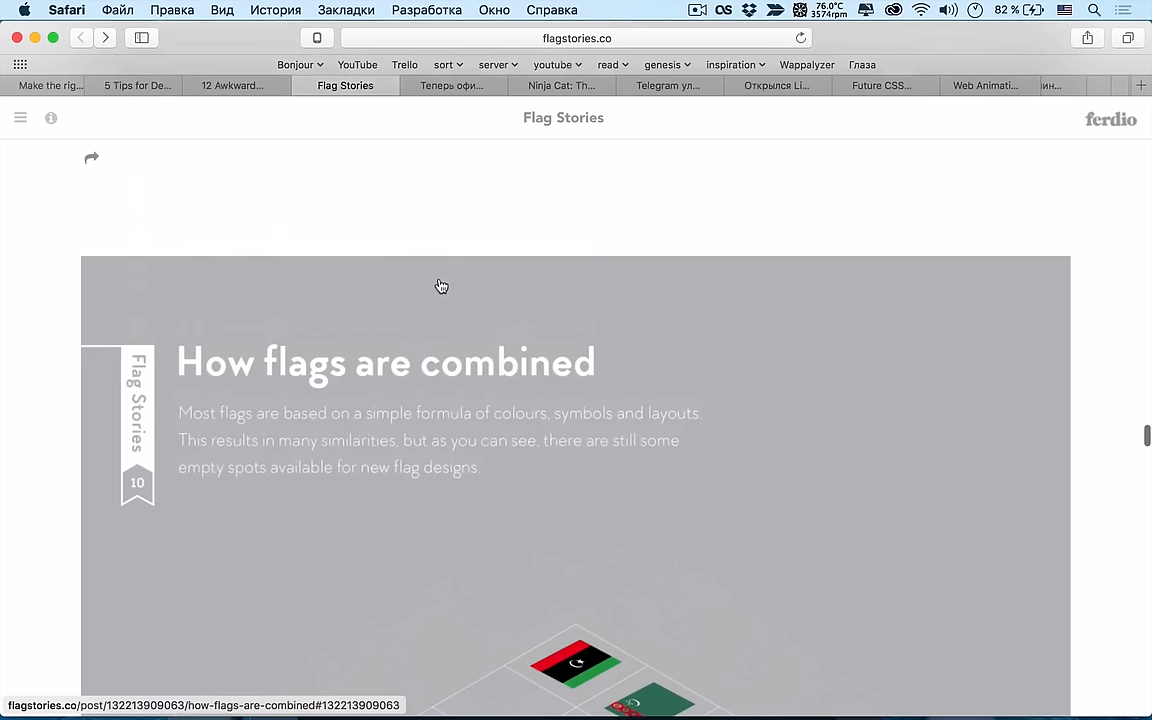 Safari Файл Правка Вид История Закладки Разработка Окно Справка 76.0°C 3574rpm 82 %
flagstories.co
Bonjour YouTube Trello sort server youtube read genesis inspiration Wappalyzer Глаза
Make the rig... 5 Tips for De... 12 Awkward... Flag Stories Теперь офи... Ninja Cat: Th... Telegram ул... Открылся Li... Future CSS... Web Animati...
Flag Stories
ferdio
How flags are combined
Most flags are based on a simple formula of colours, symbols and layouts.
This results in many similarities, but as you can see, there are still some
empty spots available for new flag designs.
Flag Stories
10
flagstories.co/post/132213909063/how-flags-are-combined#132213909063